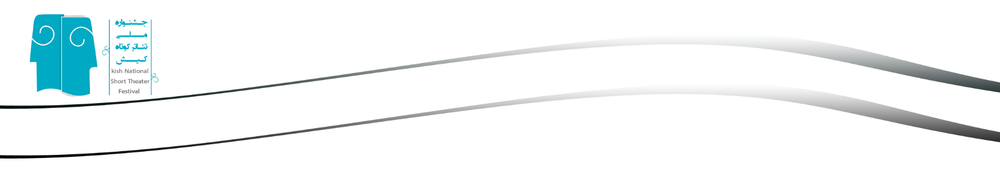 جشنواره
ملی
تئاتر کوتاه
کیش
kish National
Short Theater
Festival